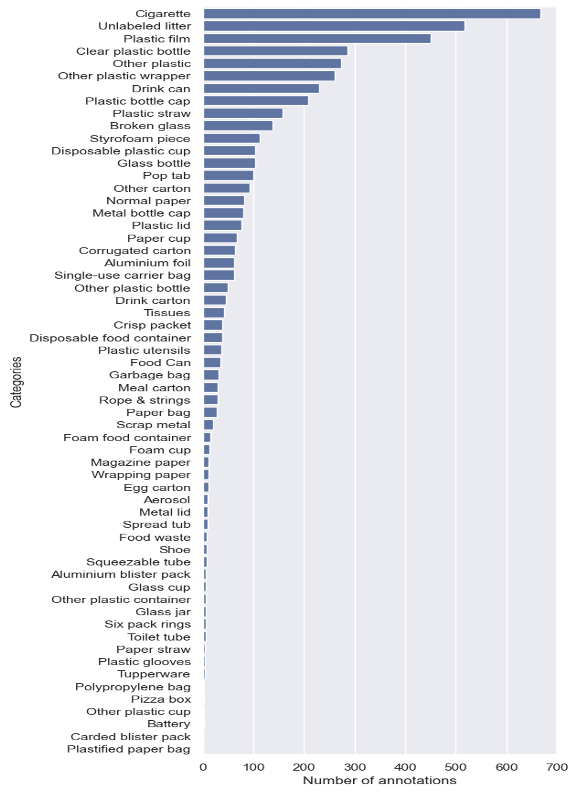 Cigarette
Unlabeled litter
Plastic film
Clear plastic bottle
Other plastic
Other plastic wrapper
Drink can
Plastic bottle cap
Plastic straw
Broken glass
Styrofoam piece
Disposable plastic cup
Glass bottle
Pop tab
Other carton
Normal paper
Metal bottle cap
Plastic lid
Paper cup
Corrugated carton
Aluminium foil
Single-use carrier bag
Other plastic bottle
Drink carton
Tissues
Crisp packet
Disposable food container
Plastic utensils
Food Can
Garbage bag
Meal carton
Rope & strings
Paper bag
Scrap metal
Foam food container
Foam cup
Magazine paper
Wrapping paper
Egg carton
Aerosol
Metal lid
Spread tub
Food waste
Shoe
Squeezable tube
Aluminium blister pack
Glass cup
Other plastic container
Glass jar
Six pack rings
Toilet tube
Paper straw
Plastic glooves
Tupperware
Polypropylene bag
Pizza box
Other plastic cup
Battery
Carded blister pack
Plastified paper bag
Categories
0 100 200 300 400 500 600 700
Number of annotations